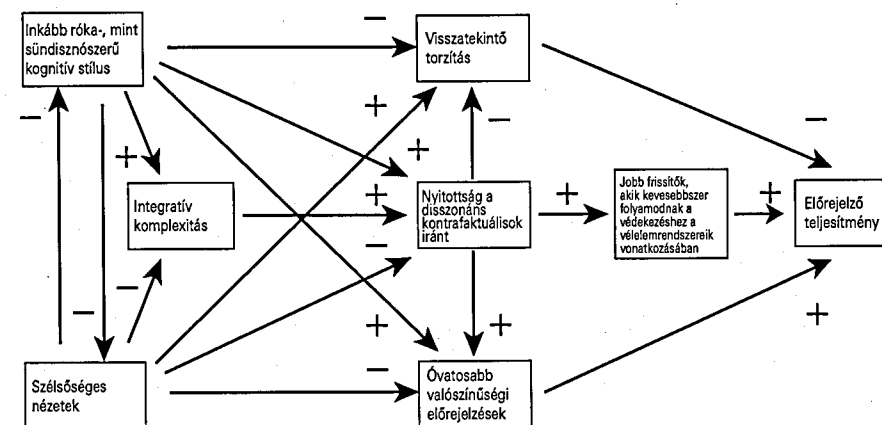 Inkább róka-, mint
sündisznószerű
kognitív stílus
Visszatekintő
torzítás
Integratív
komplexitás
Nyitottság a
disszonáns
kontrafaktuálisok
iránt
Jobb frissítők,
akik kevesebbszer
folyamodnak a
védekezéshez a
vélelemrendszereik
vonatkozásában
Előrejelző
teljesítmény
Szélsőséges
nézetek
Óvatosabb
valószínűségi
előrejelzések
−
−
+
−
−
−
+
+
+
−
+
−
−
+
+
+
−
+